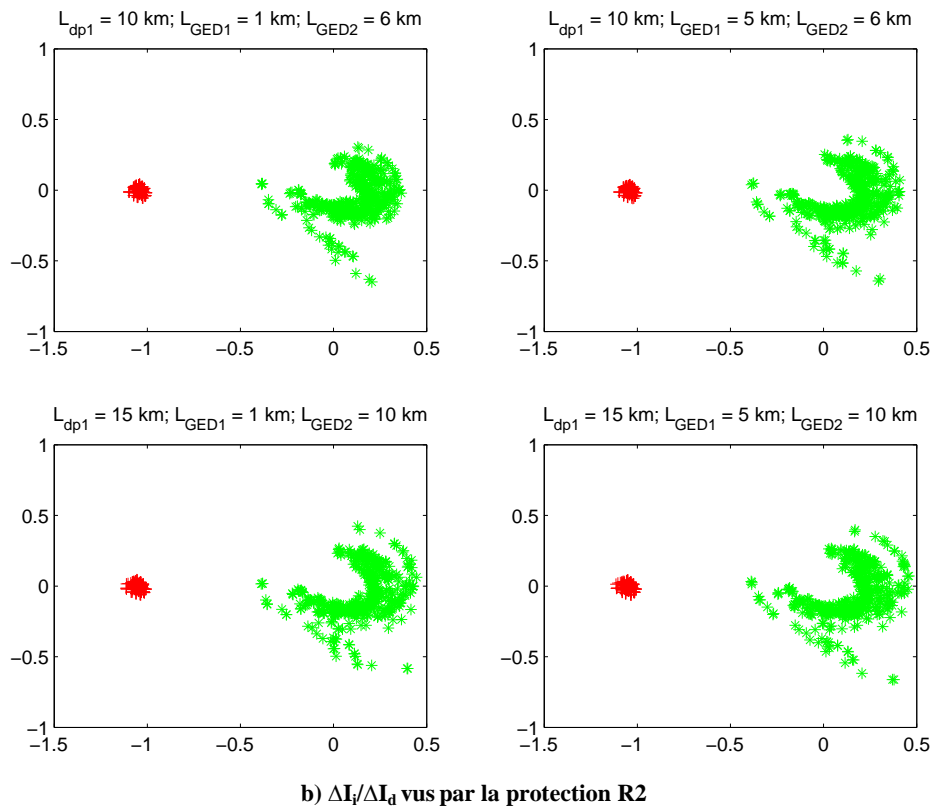 L_dp1 = 10 km; L_GED1 = 1 km; L_GED2 = 6 km
1
0.5
0
−0.5
−1
−1.5 −1 −0.5 0 0.5
L_dp1 = 10 km; L_GED1 = 5 km; L_GED2 = 6 km
1
0.5
0
−0.5
−1
−1.5 −1 −0.5 0 0.5
L_dp1 = 15 km; L_GED1 = 1 km; L_GED2 = 10 km
1
0.5
0
−0.5
−1
−1.5 −1 −0.5 0 0.5
L_dp1 = 15 km; L_GED1 = 5 km; L_GED2 = 10 km
1
0.5
0
−0.5
−1
−1.5 −1 −0.5 0 0.5
b) ΔI_i/ΔI_d vus par la protection R2